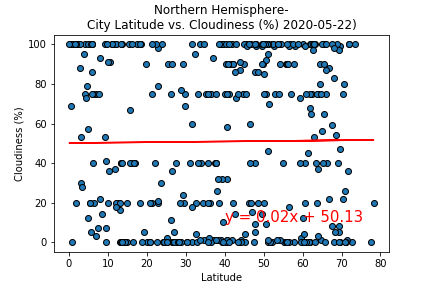 Northern Hemisphere-
City Latitude vs. Cloudiness (%) 2020-05-22)
Cloudiness (%)
100
80
60
40
20
0
y = 0.02x + 50.13
0 10 20 30 40 50 60 70 80
Latitude